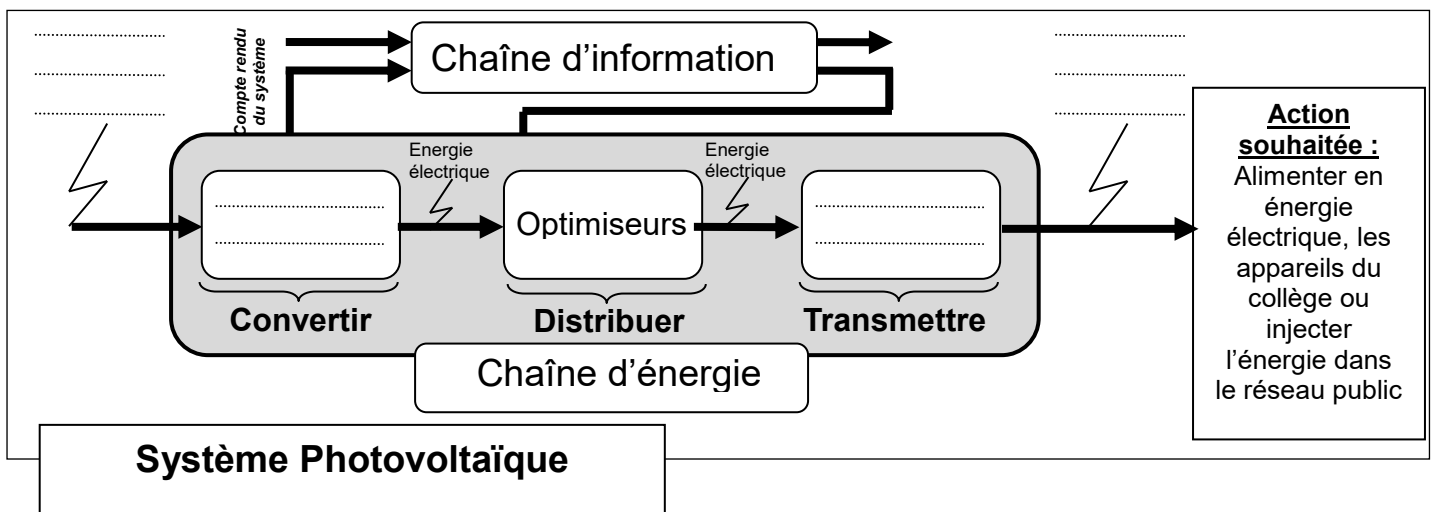 Compte rendu
du système
Chaîne d’information
Energie
électrique
Energie
électrique
Optimiseurs
Convertir
Distribuer
Transmettre
Chaîne d’énergie
Action
souhaitée :
Alimenter en
énergie
électrique, les
appareils du
collège ou
injecter
l’énergie dans
le réseau public
Système Photovoltaïque